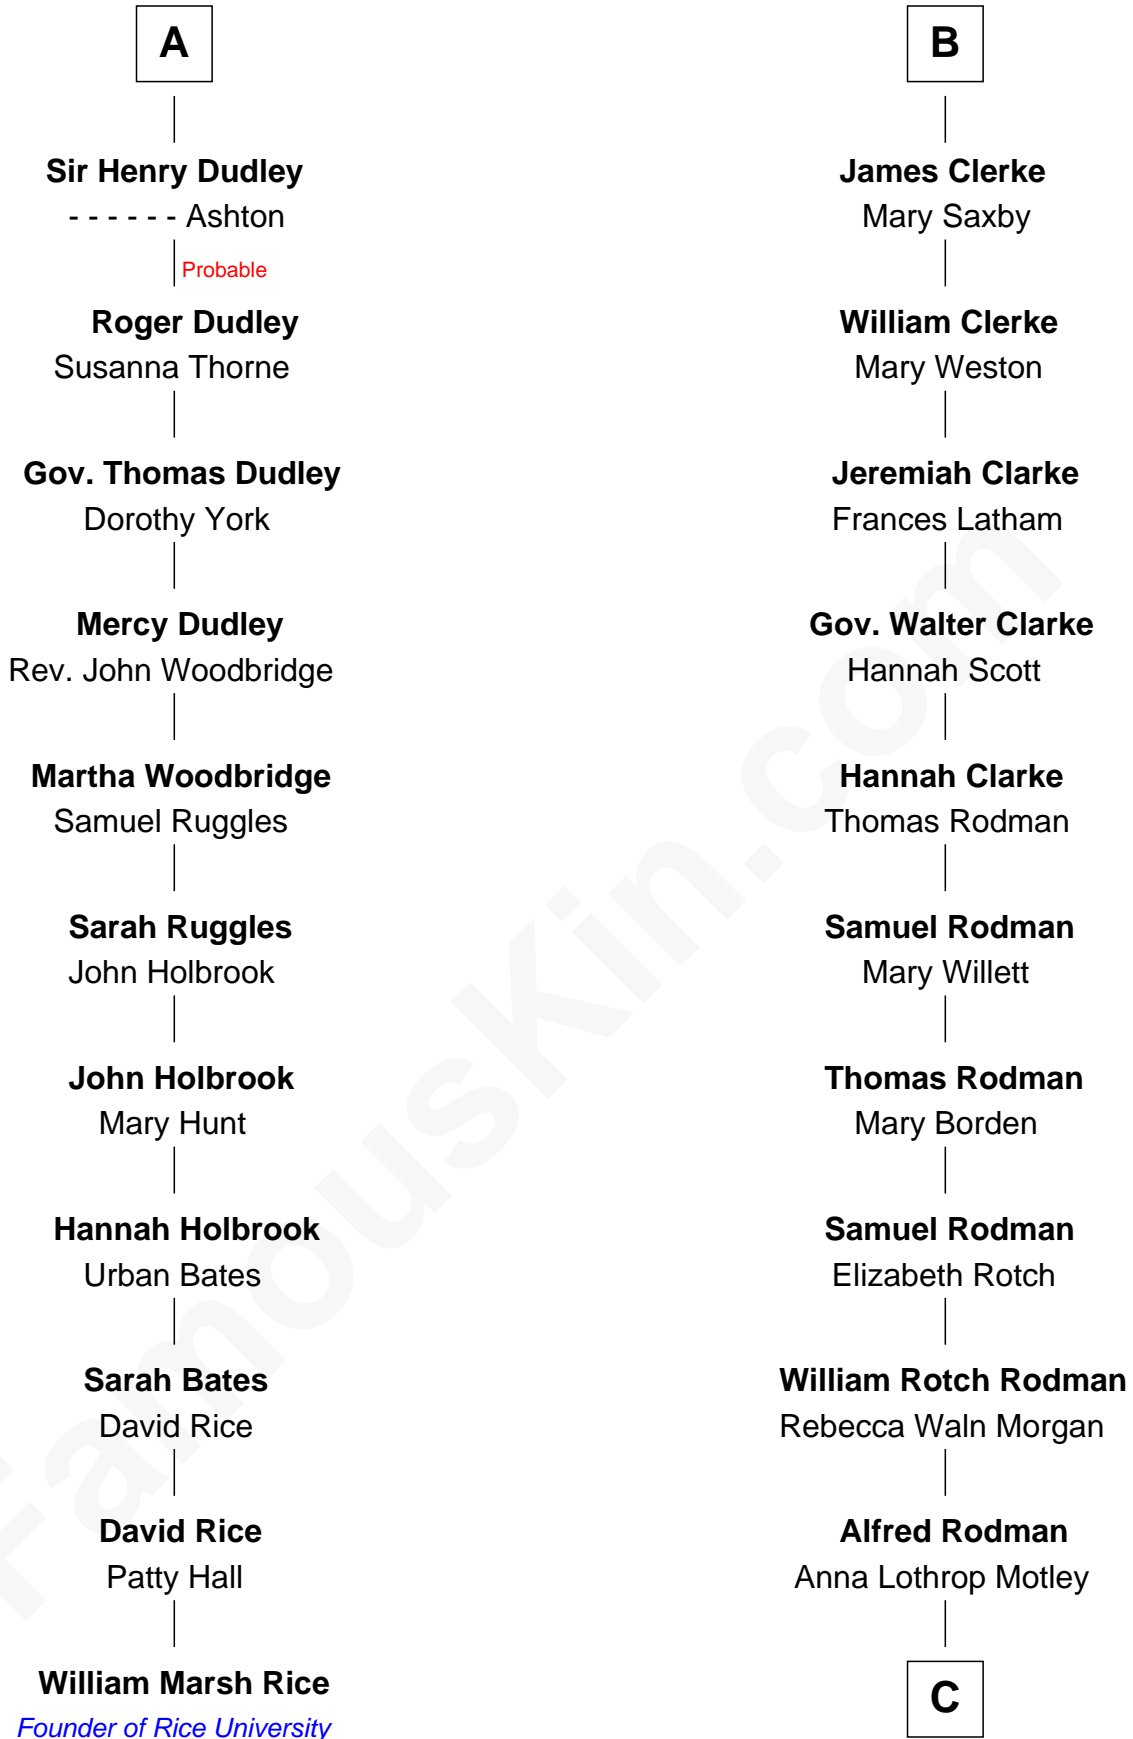 A
Sir Henry Dudley
- - - - - - Ashton
Probable
Roger Dudley
Susanna Thorne
Gov. Thomas Dudley
Dorothy York
Mercy Dudley
Rev. John Woodbridge
Martha Woodbridge
Samuel Ruggles
Sarah Ruggles
John Holbrook
John Holbrook
Mary Hunt
Hannah Holbrook
Urban Bates
Sarah Bates
David Rice
David Rice
Patty Hall
William Marsh Rice
Founder of Rice University
B
James Clerke
Mary Saxby
William Clerke
Mary Weston
Jeremiah Clarke
Frances Latham
Gov. Walter Clarke
Hannah Scott
Hannah Clarke
Thomas Rodman
Samuel Rodman
Mary Willett
Thomas Rodman
Mary Borden
Samuel Rodman
Elizabeth Rotch
William Rotch Rodman
Rebecca Waln Morgan
Alfred Rodman
Anna Lothrop Motley
C
FamousKin.com